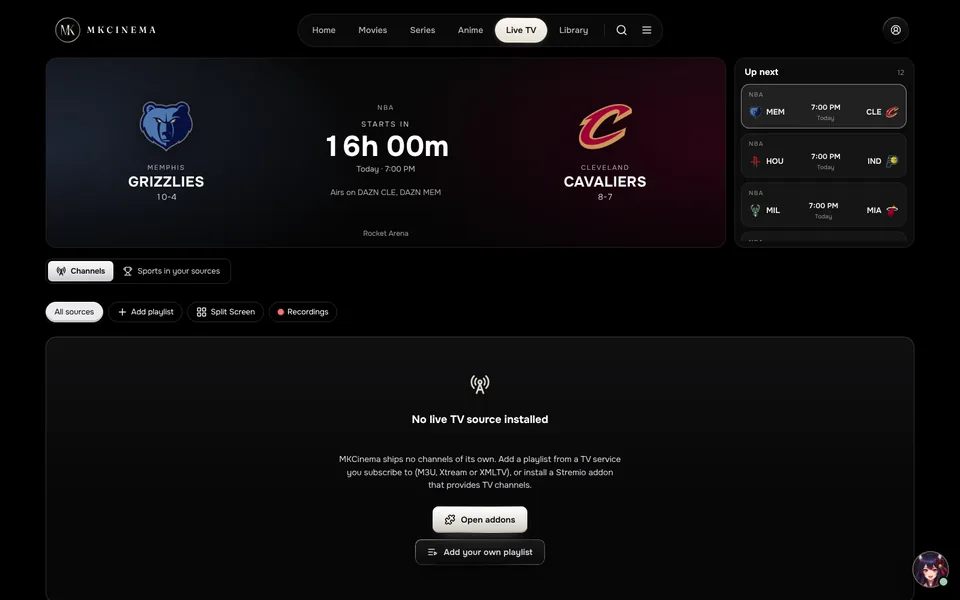 MK MKCINEMA
Home Movies Series Anime Live TV Library
NBA
STARTS IN
16h 00m
Today · 7:00 PM
Airs on DAZN CLE, DAZN MEM
Rocket Arena
MEMPHIS
GRIZZLIES
10-4
CLEVELAND
CAVALIERS
8-7
Up next 12
NBA
MEM 7:00 PM CLE
Today
NBA
HOU 7:00 PM IND
Today
NBA
MIL 7:00 PM MIA
Today
Channels Sports in your sources
All sources Add playlist Split Screen Recordings
No live TV source installed
MKCinema ships no channels of its own. Add a playlist from a TV service
you subscribe to (M3U, Xtream or XMLTV), or install a Stremio addon
that provides TV channels.
Open addons
Add your own playlist